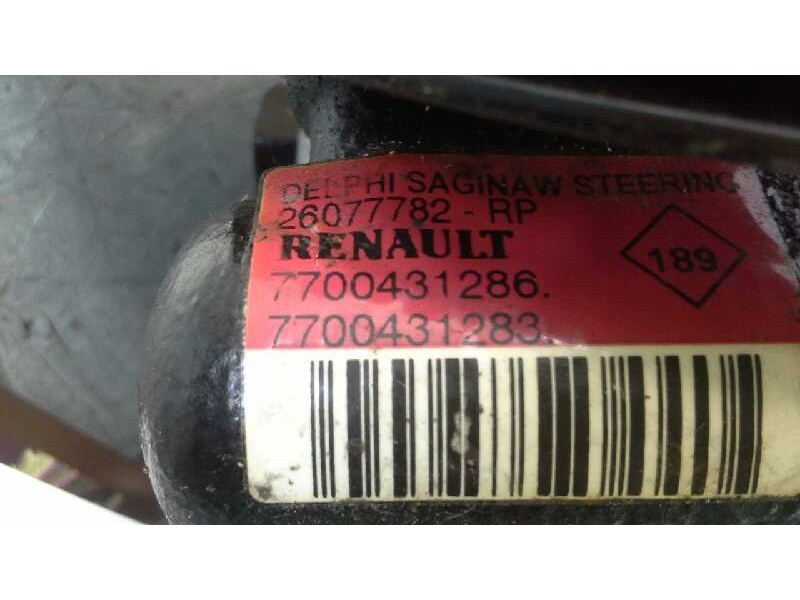 DELPHI SAGINAW STEERING
26077782 - RP
RENAULT
189
7700431286.
7700431283.